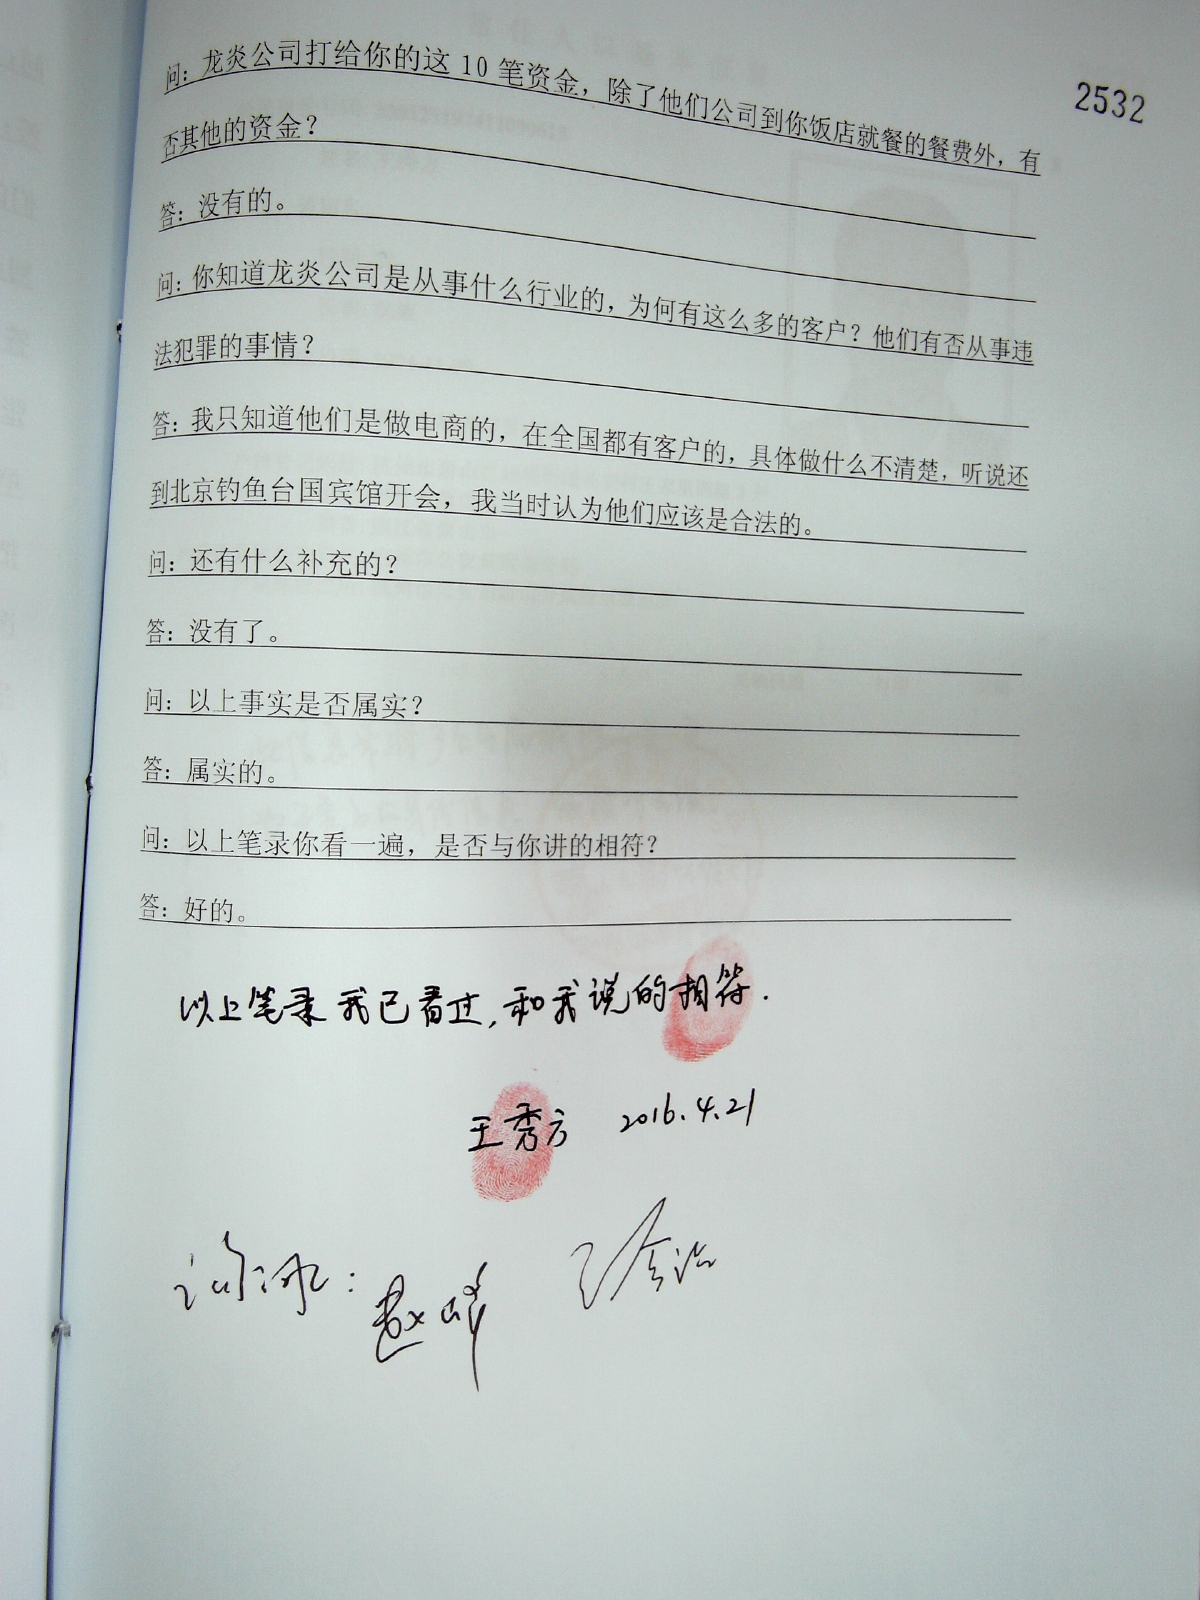 2532
问：龙炎公司打给你的这 10 笔资金，除了他们公司到你饭店就餐的餐费外，有
否其他的资金？
答：没有的。
问：你知道龙炎公司是从事什么行业的，为何有这么多的客户？他们有否从事违
法犯罪的事情？
答：我只知道他们是做电商的，在全国都有客户的，具体做什么不清楚，听说还
到北京钓鱼台国宾馆开会，我当时认为他们应该是合法的。
问：还有什么补充的？
答：没有了。
问：以上事实是否属实？
答：属实的。
问：以上笔录你看一遍，是否与你讲的相符？
答：好的。
以上笔录我已看过，和我说的相符.
王秀方 2016.4.21